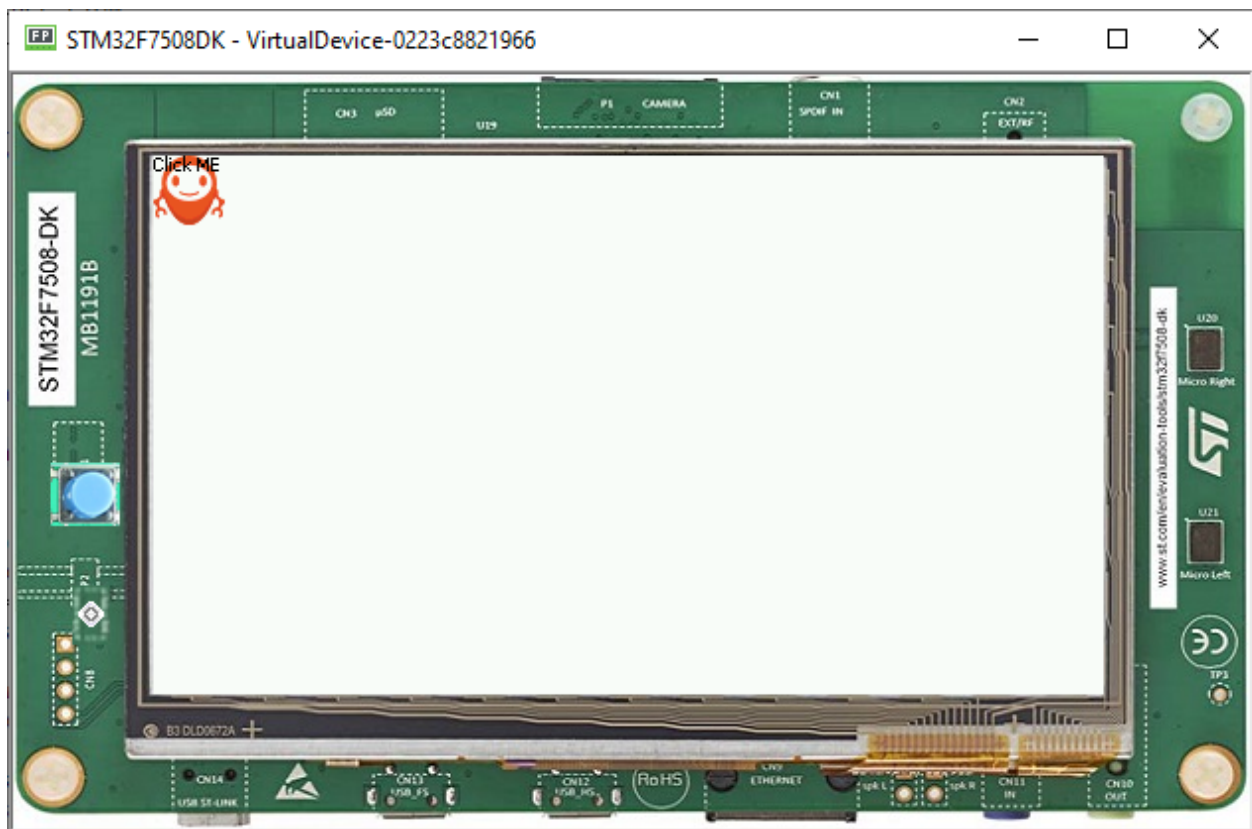 STM32F7508DK - VirtualDevice-0223c8821966
CN3 µSD
U19
P1 CAMERA
CN1
SPDIF IN
CN2
EXT/RF
Click ME
STM32F7508-DK
MB1191B
www.st.com/en/evaluation-tools/stm32f7508-dk
U20
Micro Right
U21
Micro Left
P2
CN8
TP3
B3 DLD0672A
CN14
USB ST-LINK
CN13
USB_FS
CN12
USB_HS
RoHS
CN9
ETHERNET
spk L
spk R
CN11
IN
CN10
OUT